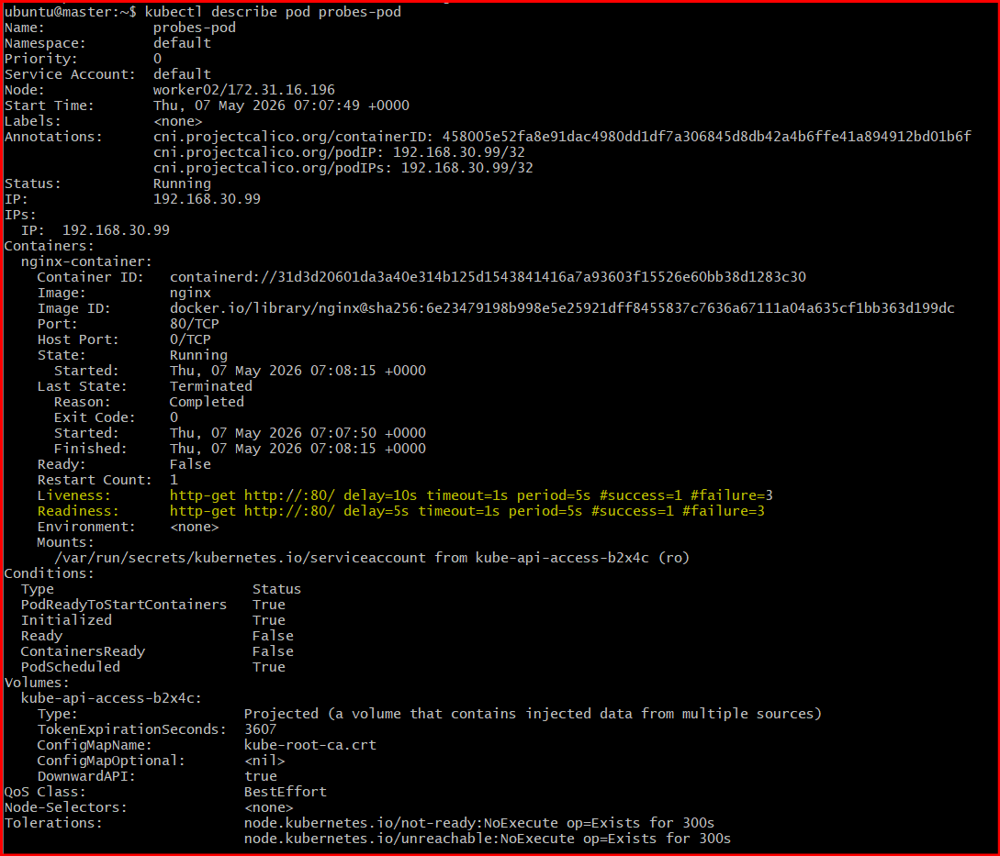 ubuntu@master:~$ kubectl describe pod probes-pod
Name:             probes-pod
Namespace:        default
Priority:         0
Service Account:  default
Node:             worker02/172.31.16.196
Start Time:       Thu, 07 May 2026 07:07:49 +0000
Labels:           <none>
Annotations:      cni.projectcalico.org/containerID: 458005e52fa8e91dac4980dd1df7a306845d8db42a4b6ffe41a894912bd01b6f
                  cni.projectcalico.org/podIP: 192.168.30.99/32
                  cni.projectcalico.org/podIPs: 192.168.30.99/32
Status:           Running
IP:               192.168.30.99
IPs:
  IP:  192.168.30.99
Containers:
  nginx-container:
    Container ID:   containerd://31d3d20601da3a40e314b125d1543841416a7a93603f15526e60bb38d1283c30
    Image:          nginx
    Image ID:       docker.io/library/nginx@sha256:6e23479198b998e5e25921dff8455837c7636a67111a04a635cf1bb363d199dc
    Port:           80/TCP
    Host Port:      0/TCP
    State:          Running
      Started:      Thu, 07 May 2026 07:08:15 +0000
    Last State:     Terminated
      Reason:       Completed
      Exit Code:    0
      Started:      Thu, 07 May 2026 07:07:50 +0000
      Finished:     Thu, 07 May 2026 07:08:15 +0000
    Ready:          False
    Restart Count:  1
    Liveness:       http-get http://:80/ delay=10s timeout=1s period=5s #success=1 #failure=3
    Readiness:      http-get http://:80/ delay=5s timeout=1s period=5s #success=1 #failure=3
    Environment:    <none>
    Mounts:
      /var/run/secrets/kubernetes.io/serviceaccount from kube-api-access-b2x4c (ro)
Conditions:
  Type                        Status
  PodReadyToStartContainers   True
  Initialized                 True
  Ready                       False
  ContainersReady             False
  PodScheduled                True
Volumes:
  kube-api-access-b2x4c:
    Type:                    Projected (a volume that contains injected data from multiple sources)
    TokenExpirationSeconds:  3607
    ConfigMapName:           kube-root-ca.crt
    ConfigMapOptional:       <nil>
    DownwardAPI:             true
QoS Class:                   BestEffort
Node-Selectors:              <none>
Tolerations:                 node.kubernetes.io/not-ready:NoExecute op=Exists for 300s
                             node.kubernetes.io/unreachable:NoExecute op=Exists for 300s